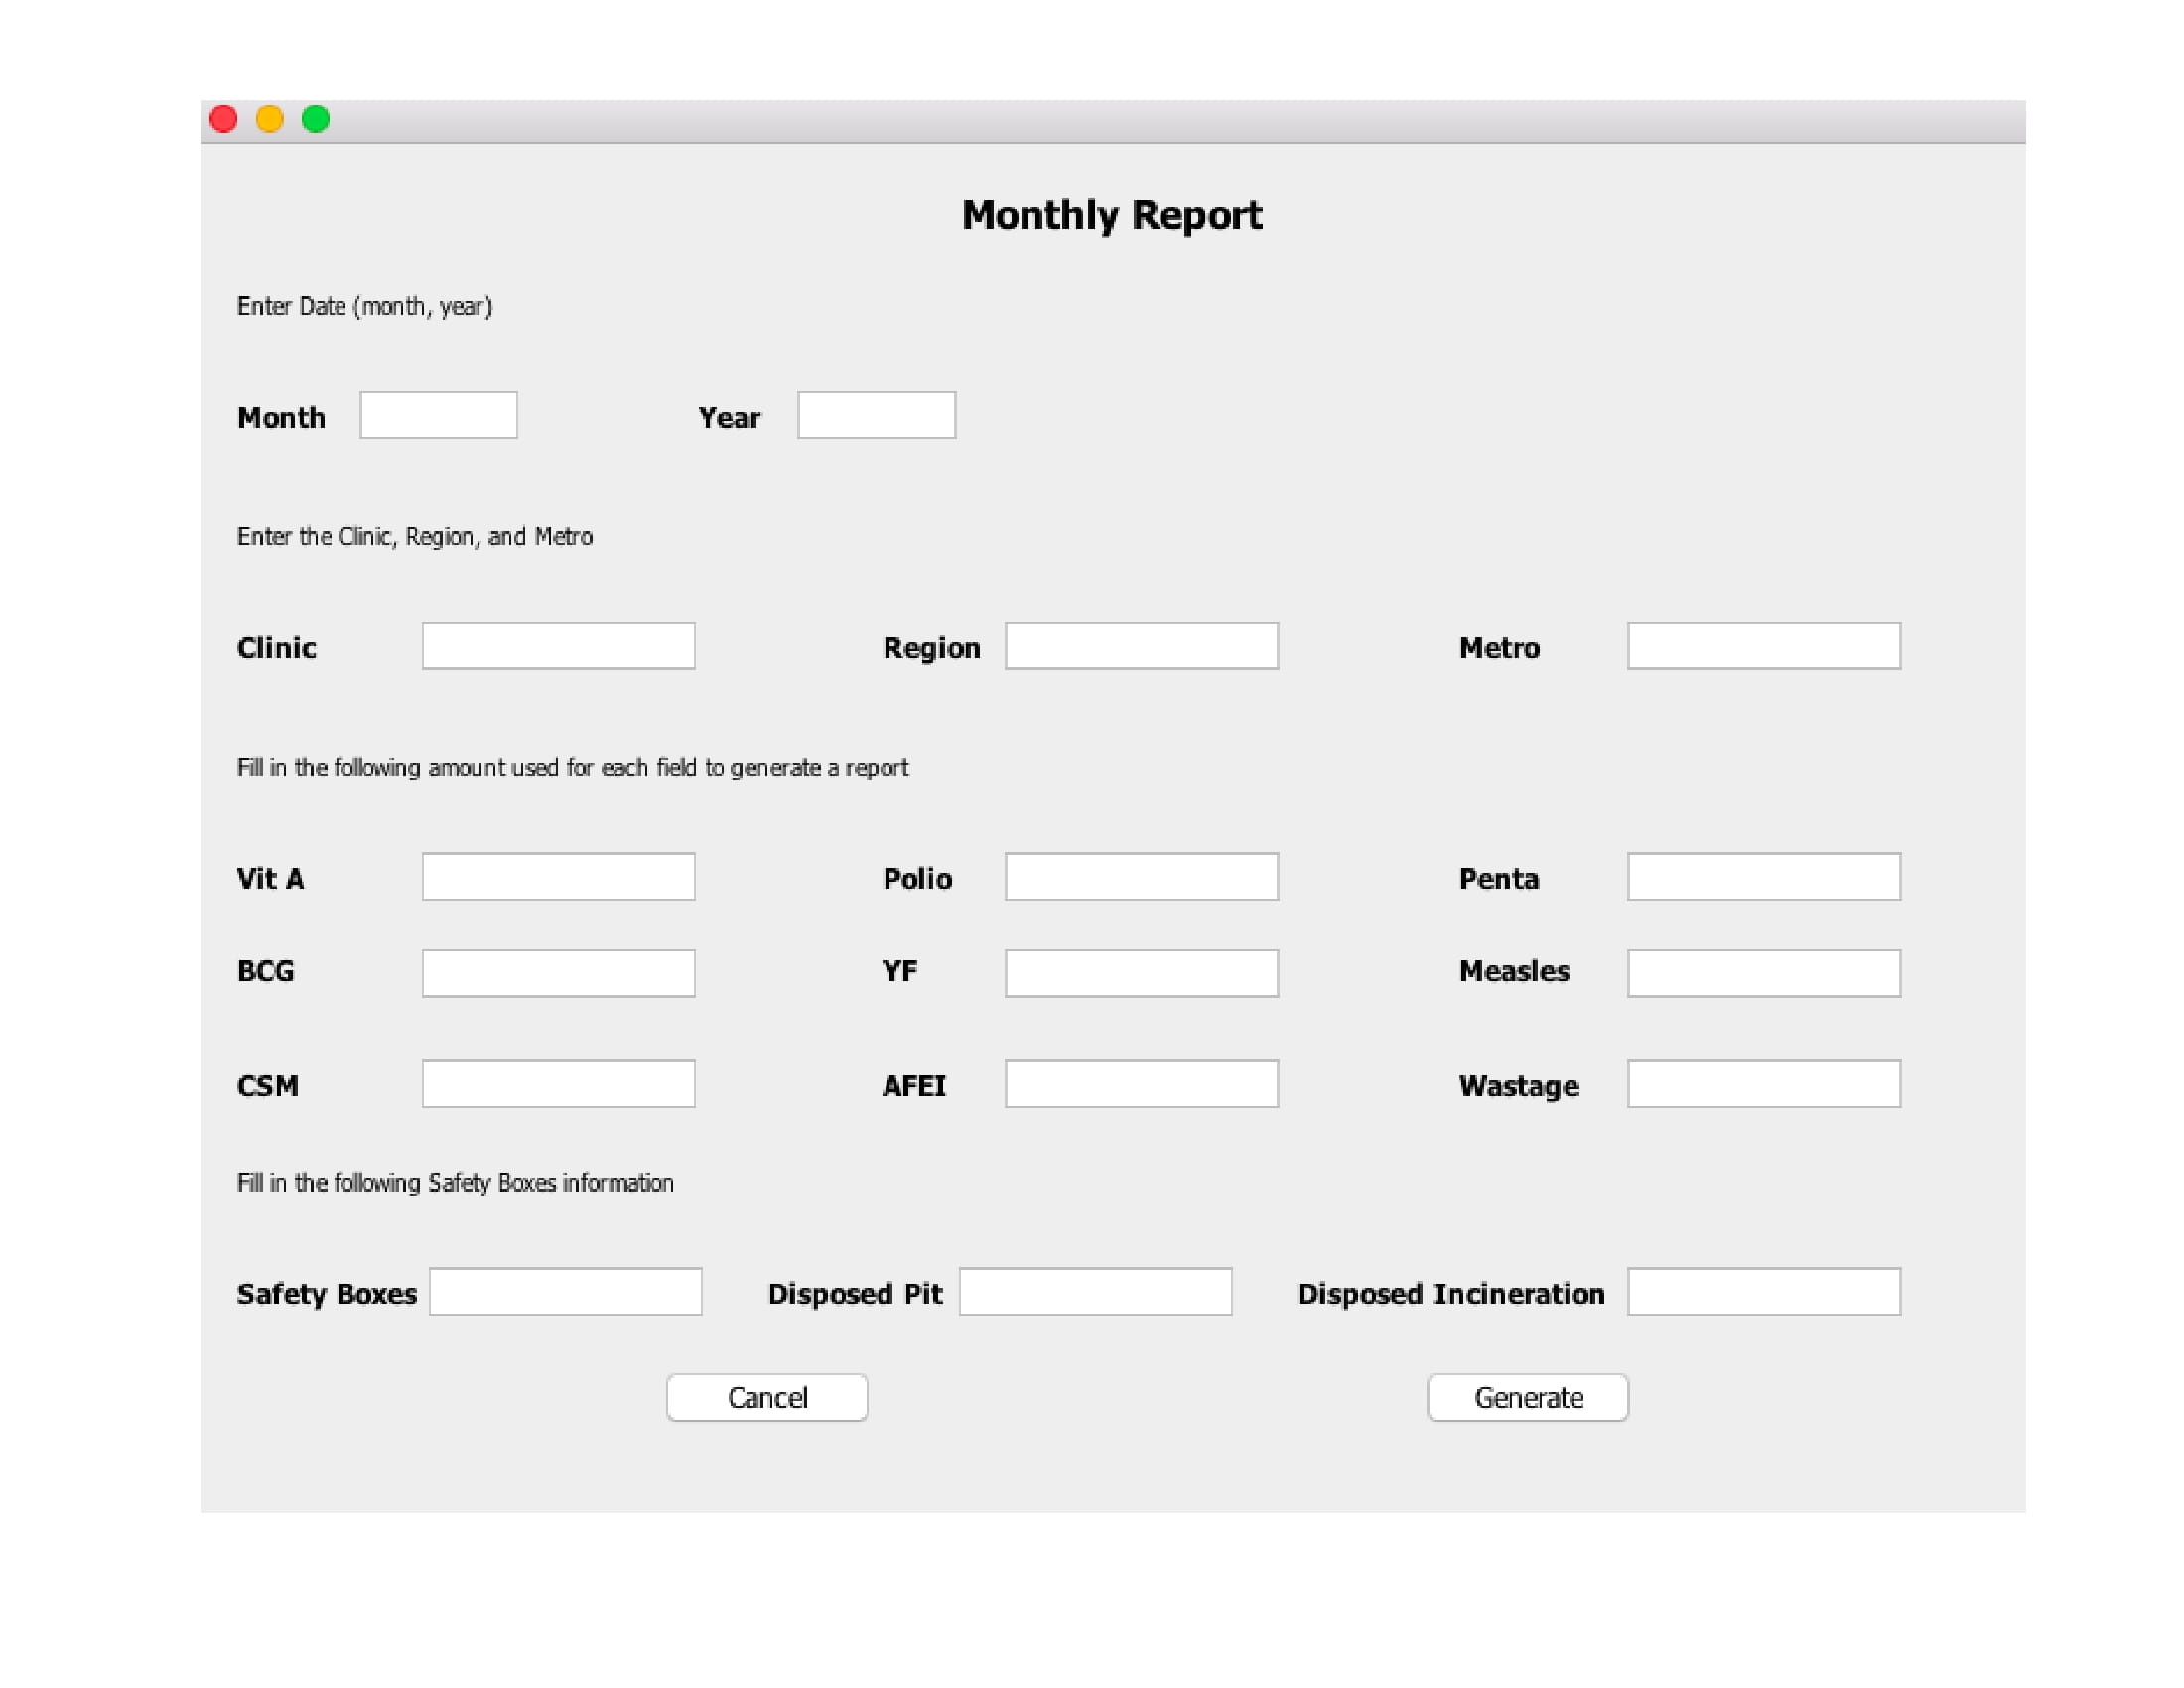 Monthly Report
Enter Date (month, year)
Month Year
Enter the Clinic, Region, and Metro
Clinic Region Metro
Fill in the following amount used for each field to generate a report
Vit A Polio Penta
BCG YF Measles
CSM AFEI Wastage
Fill in the following Safety Boxes information
Safety Boxes Disposed Pit Disposed Incineration
Cancel Generate